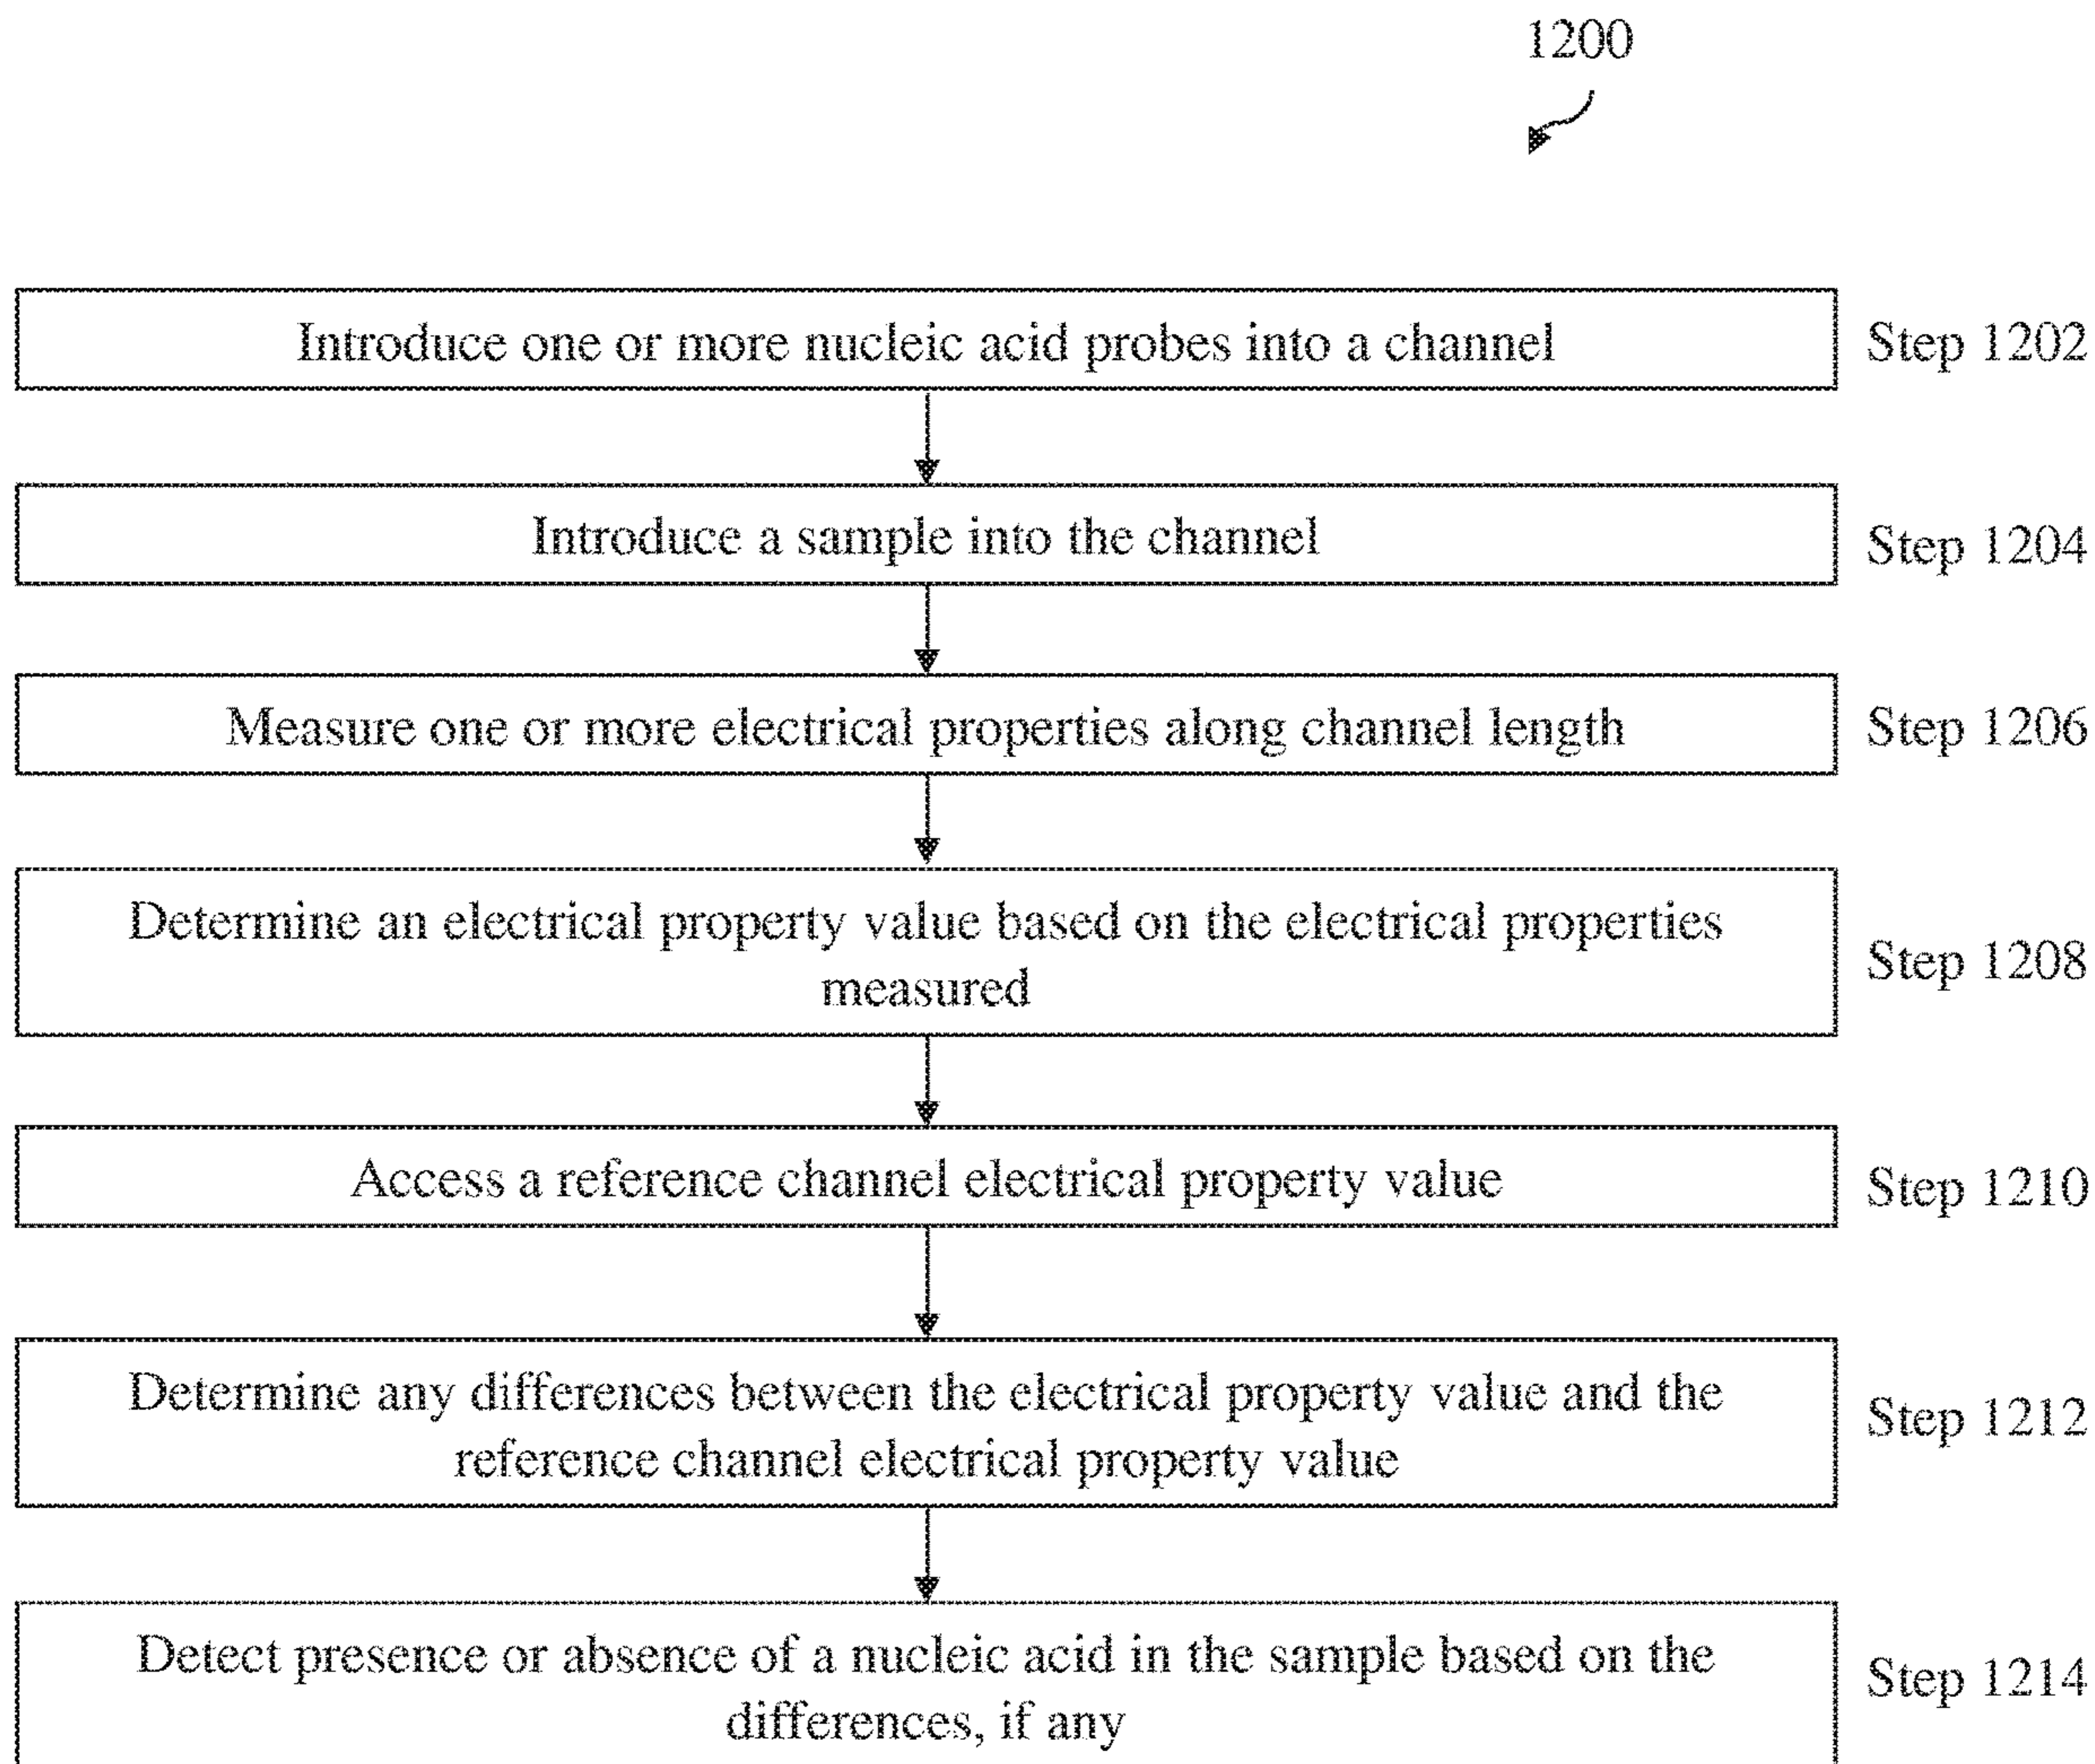 1200
Introduce one or more nucleic acid probes into a channel
Step 1202
Introduce a sample into the channel
Step 1204
Measure one or more electrical properties along channel length
Step 1206
Determine an electrical property value based on the electrical properties
measured
Step 1208
Access a reference channel electrical property value
Step 1210
Determine any differences between the electrical property value and the
reference channel electrical property value
Step 1212
Detect presence or absence of a nucleic acid in the sample based on the
differences, if any
Step 1214